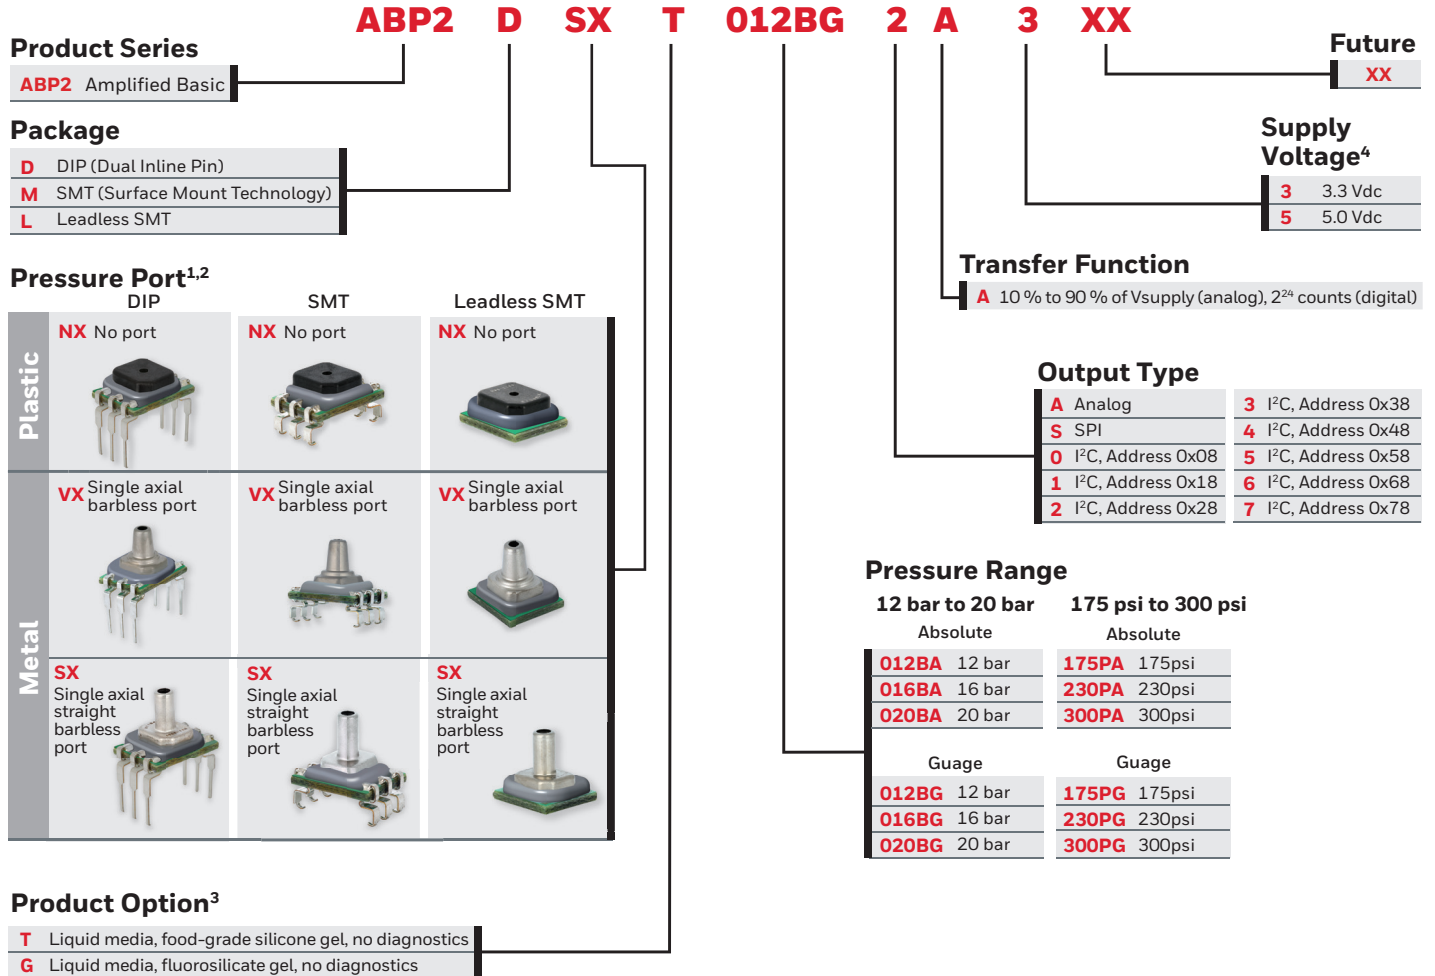 ABP2 D SX T 012BG 2 A 3 XX
Product Series
ABP2 Amplified Basic
Package
D DIP (Dual Inline Pin)
M SMT (Surface Mount Technology)
L Leadless SMT
Pressure Port1,2
DIP SMT Leadless SMT
Plastic
NX No port
NX No port
NX No port
Metal
VX Single axial
barbless port
VX Single axial
barbless port
VX Single axial
barbless port
SX
Single axial
straight
barbless
port
SX
Single axial
straight
barbless
port
SX
Single axial
straight
barbless
port
Product Option3
T Liquid media, food-grade silicone gel, no diagnostics
G Liquid media, fluorosilicate gel, no diagnostics
Future
XX
Supply
Voltage4
3 3.3 Vdc
5 5.0 Vdc
Transfer Function
A 10 % to 90 % of Vsupply (analog), 2²⁴ counts (digital)
Output Type
A Analog
S SPI
0 I²C, Address 0x08
1 I²C, Address 0x18
2 I²C, Address 0x28
3 I²C, Address 0x38
4 I²C, Address 0x48
5 I²C, Address 0x58
6 I²C, Address 0x68
7 I²C, Address 0x78
Pressure Range
12 bar to 20 bar
Absolute
012BA 12 bar
016BA 16 bar
020BA 20 bar
Guage
012BG 12 bar
016BG 16 bar
020BG 20 bar
175 psi to 300 psi
Absolute
175PA 175psi
230PA 230psi
300PA 300psi
Guage
175PG 175psi
230PG 230psi
300PG 300psi